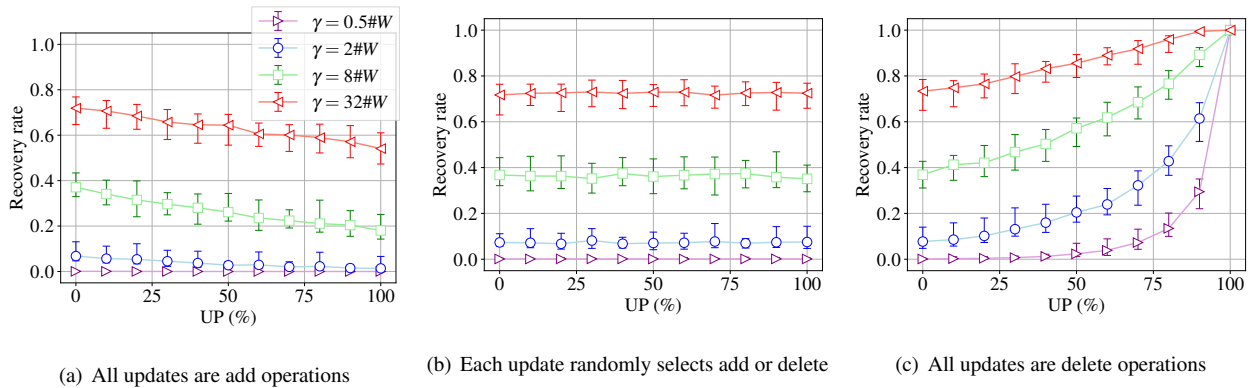 γ = 0.5#W
γ = 2#W
γ = 8#W
γ = 32#W
1.0
0.8
0.6
0.4
0.2
0.0
Recovery rate
0 25 50 75 100
UP (%)
(a) All updates are add operations
1.0
0.8
0.6
0.4
0.2
0.0
Recovery rate
0 25 50 75 100
UP (%)
(b) Each update randomly selects add or delete
1.0
0.8
0.6
0.4
0.2
0.0
Recovery rate
0 25 50 75 100
UP (%)
(c) All updates are delete operations